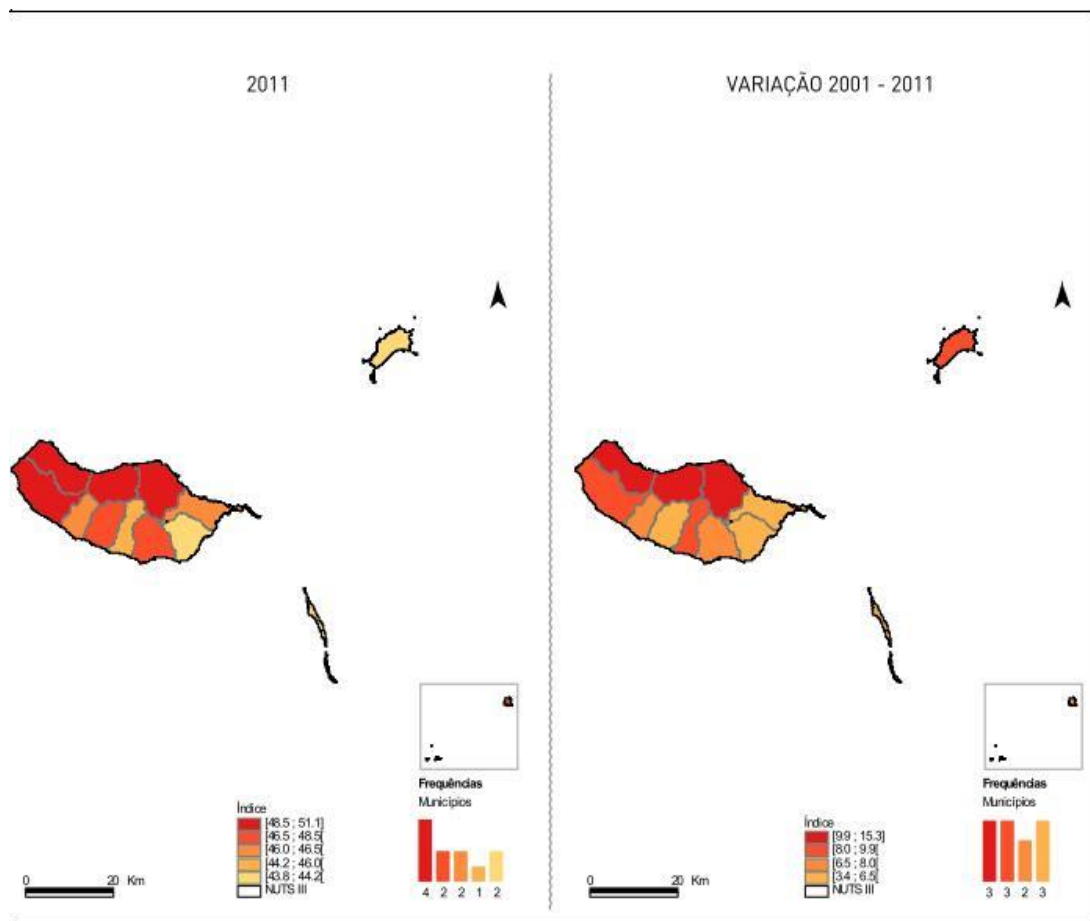 2011
VARIAÇÃO 2001 - 2011
Frequências
Municípios
Índice
[48.5 ; 51.1]
[46.5 ; 48.5[
[46.0 ; 46.5[
[44.2 ; 46.0[
[43.8 ; 44.2[
NUTS III
0 20 Km
4 2 2 1 2
Frequências
Municípios
Índice
[9.9 ; 15.3]
[8.0 ; 9.9[
[6.5 ; 8.0[
[3.4 ; 6.5[
NUTS III
0 20 Km
3 3 2 3